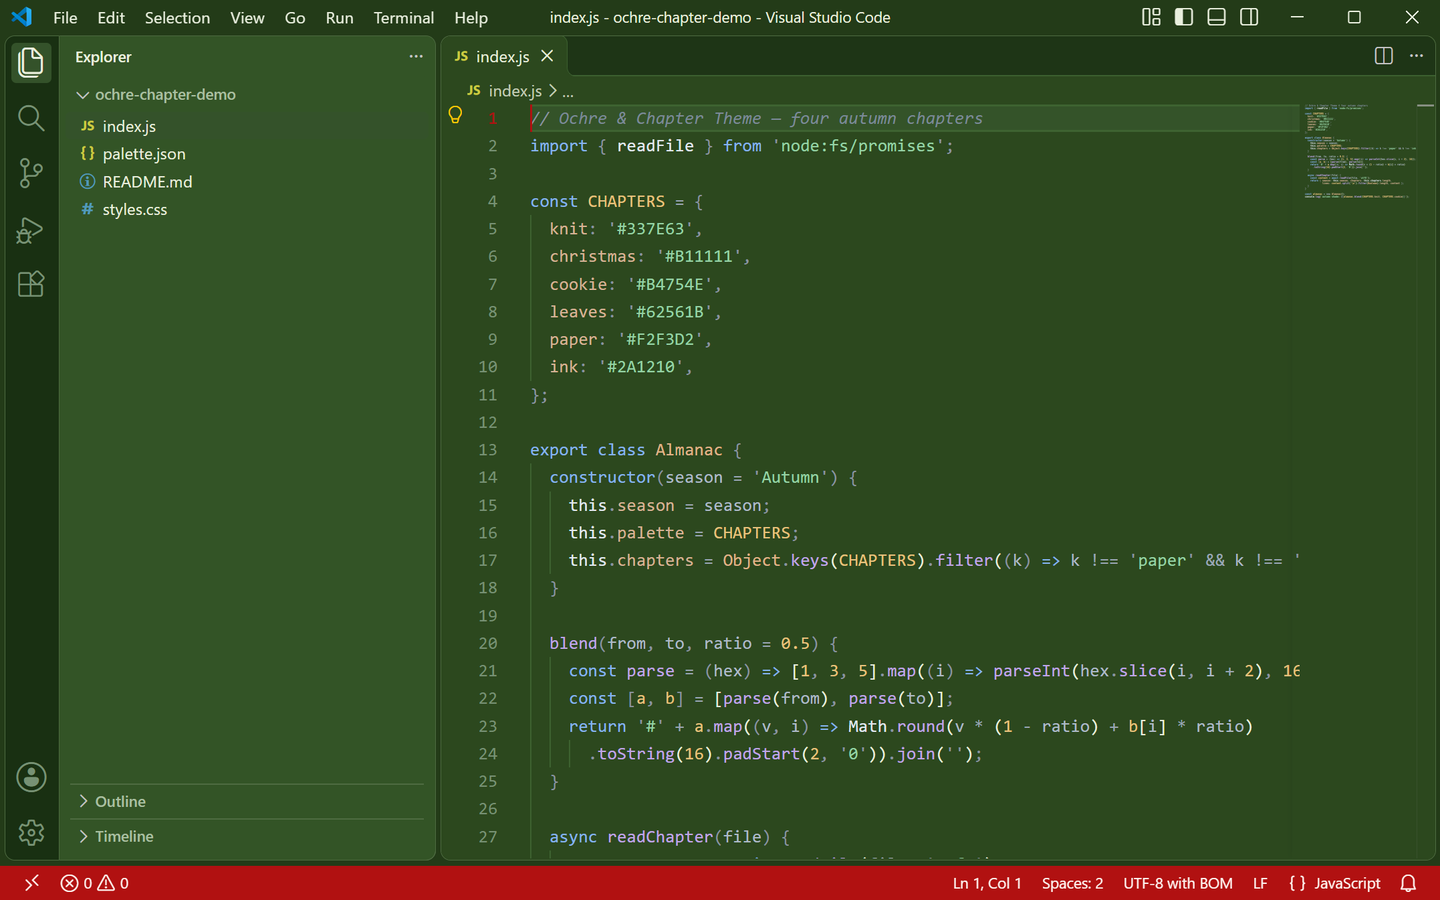 File Edit Selection View Go Run Terminal Help
index.js - ochre-chapter-demo - Visual Studio Code
Explorer
ochre-chapter-demo
JS index.js
{} palette.json
README.md
# styles.css
Outline
Timeline
JS index.js
JS index.js > ...
1 // Ochre & Chapter Theme — four autumn chapters
2 import { readFile } from 'node:fs/promises';
3
4 const CHAPTERS = {
5 knit: '#337E63',
6 christmas: '#B11111',
7 cookie: '#B4754E',
8 leaves: '#62561B',
9 paper: '#F2F3D2',
10 ink: '#2A1210',
11 };
12
13 export class Almanac {
14 constructor(season = 'Autumn') {
15 this.season = season;
16 this.palette = CHAPTERS;
17 this.chapters = Object.keys(CHAPTERS).filter((k) => k !== 'paper' && k !== '
18 }
19
20 blend(from, to, ratio = 0.5) {
21 const parse = (hex) => [1, 3, 5].map((i) => parseInt(hex.slice(i, i + 2), 16
22 const [a, b] = [parse(from), parse(to)];
23 return '#' + a.map((v, i) => Math.round(v * (1 - ratio) + b[i] * ratio)
24 .toString(16).padStart(2, '0')).join('');
25 }
26
27 async readChapter(file) {
0 0
Ln 1, Col 1 Spaces: 2 UTF-8 with BOM LF {} JavaScript